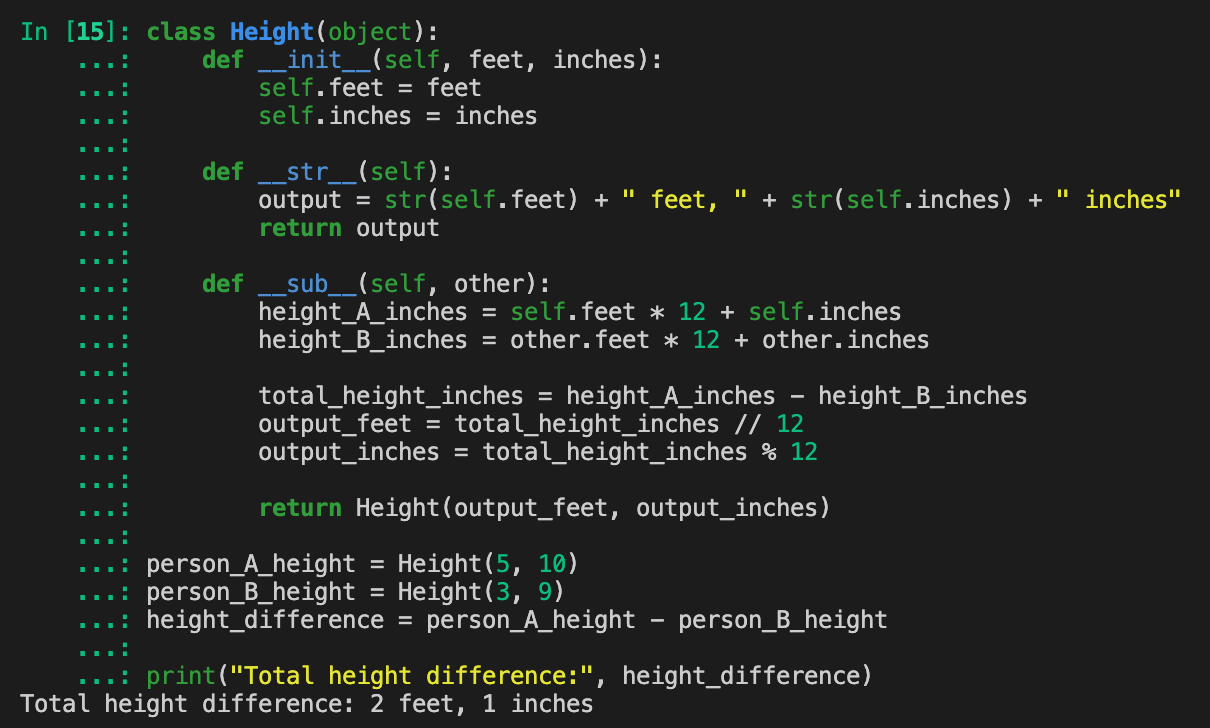 In [15]: class Height(object):
    ...:     def __init__(self, feet, inches):
    ...:         self.feet = feet
    ...:         self.inches = inches
    ...:
    ...:     def __str__(self):
    ...:         output = str(self.feet) + " feet, " + str(self.inches) + " inches"
    ...:         return output
    ...:
    ...:     def __sub__(self, other):
    ...:         height_A_inches = self.feet * 12 + self.inches
    ...:         height_B_inches = other.feet * 12 + other.inches
    ...:
    ...:         total_height_inches = height_A_inches - height_B_inches
    ...:         output_feet = total_height_inches // 12
    ...:         output_inches = total_height_inches % 12
    ...:
    ...:         return Height(output_feet, output_inches)
    ...:
    ...: person_A_height = Height(5, 10)
    ...: person_B_height = Height(3, 9)
    ...: height_difference = person_A_height - person_B_height
    ...:
    ...: print("Total height difference:", height_difference)
Total height difference: 2 feet, 1 inches